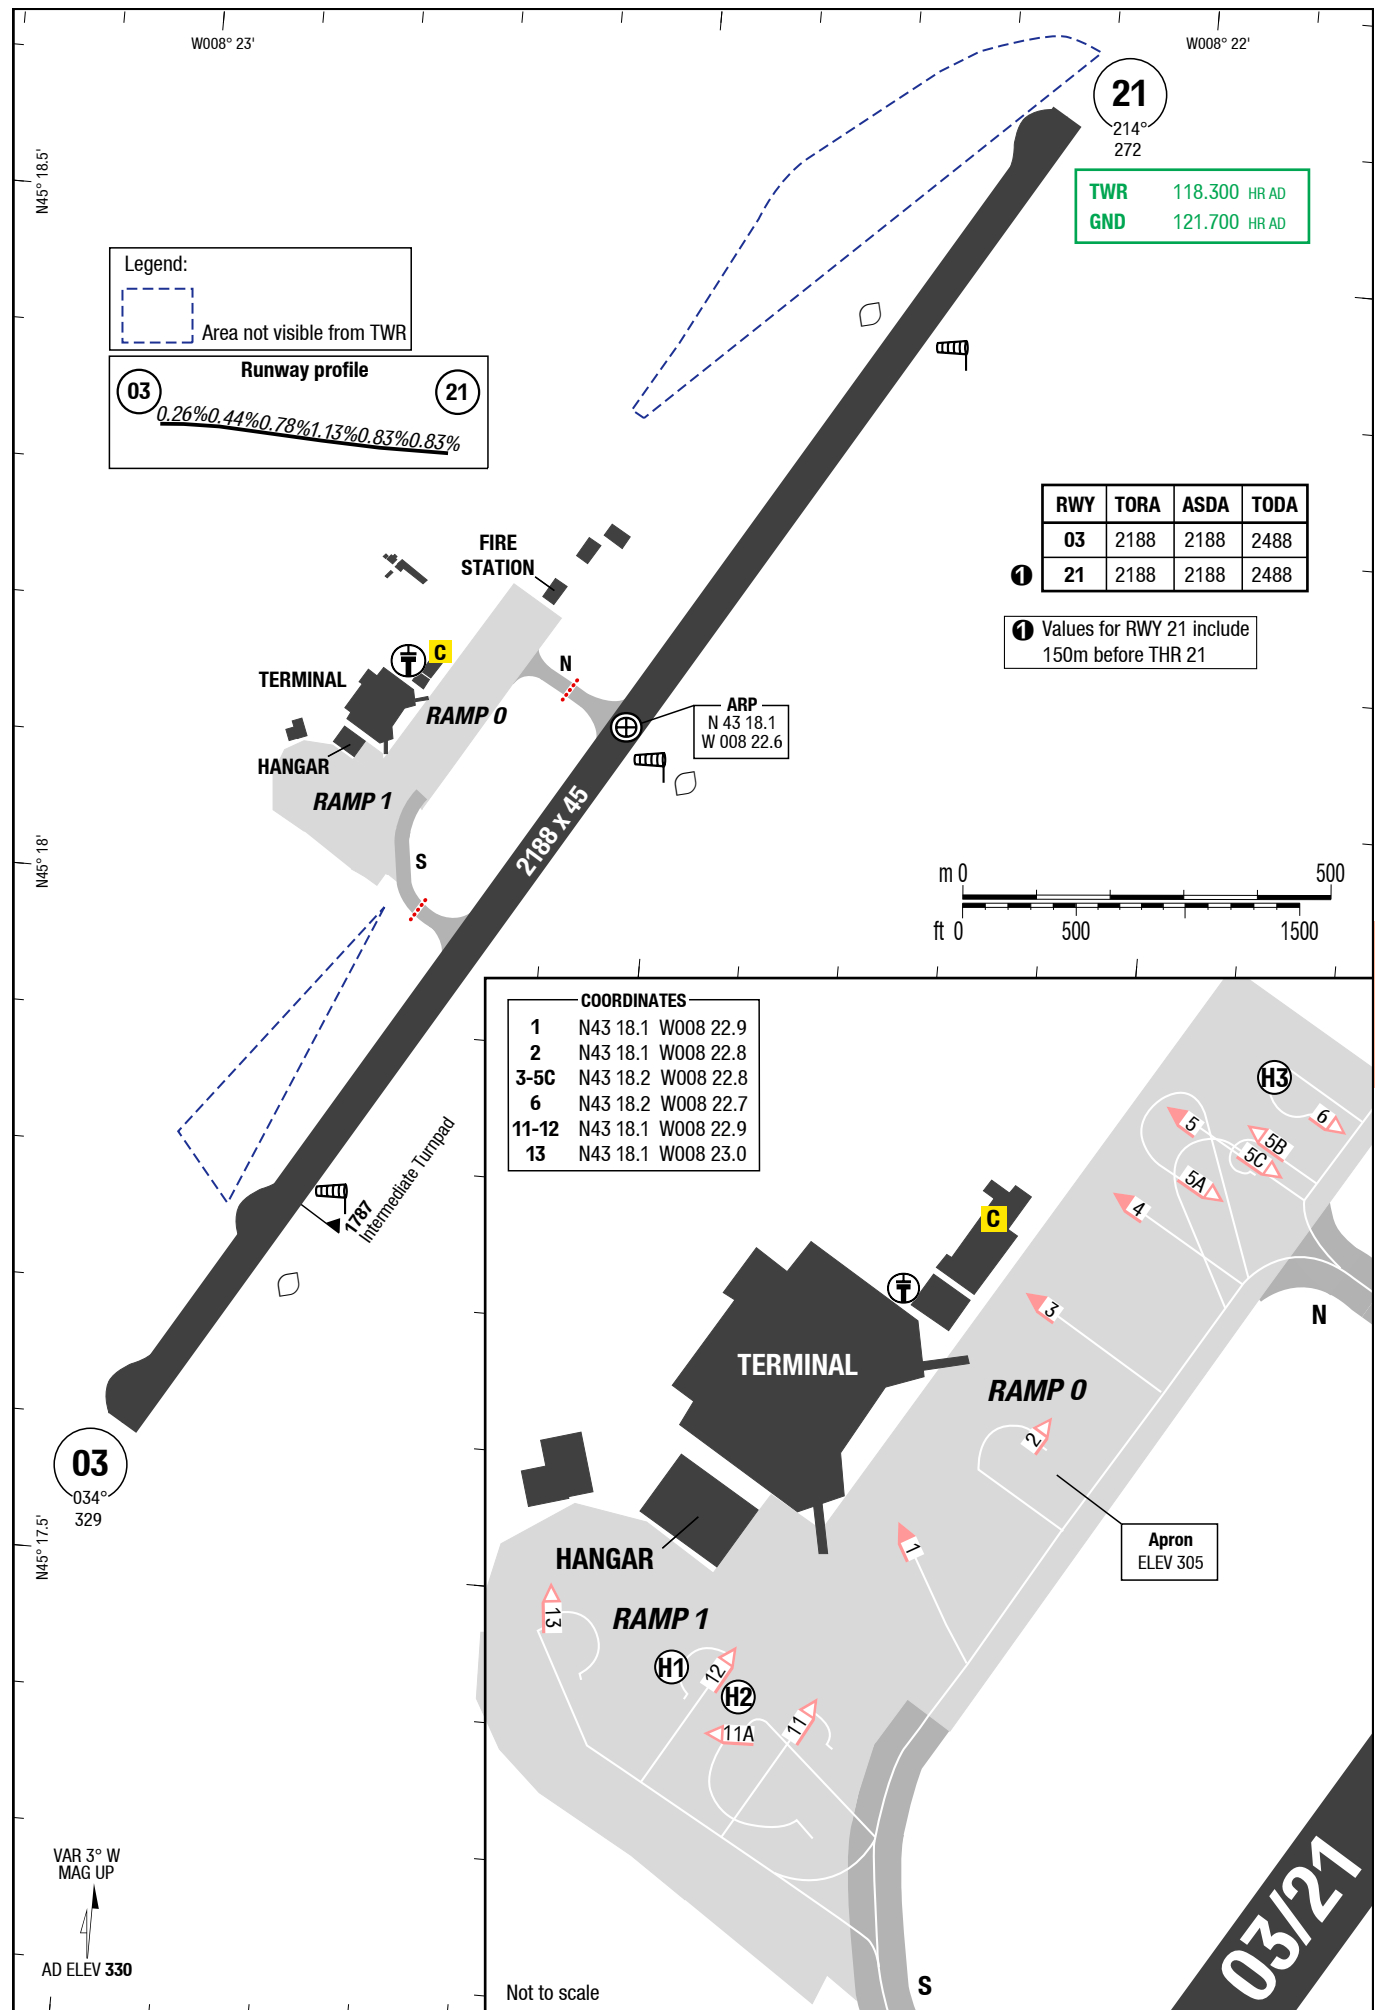 W008° 23'
W008° 22'
21
214°
272
N45° 18.5'
TWR 118.300 HR AD
GND 121.700 HR AD
Legend:
Area not visible from TWR
Runway profile
03
21
0.26% 0.44% 0.78% 1.13% 0.83% 0.83%
RWY TORA ASDA TODA
03 2188 2188 2488
1 21 2188 2188 2488
1 Values for RWY 21 include
150m before THR 21
FIRE
STATION
C
N
TERMINAL
RAMP 0
ARP
N 43 18.1
W 008 22.6
HANGAR
RAMP 1
2188 x 45
S
N45° 18'
m 0 500
ft 0 500 1500
1787
Intermediate Turnpad
03
034°
329
N45° 17.5'
VAR 3° W
MAG UP
AD ELEV 330
COORDINATES
1 N43 18.1 W008 22.9
2 N43 18.1 W008 22.8
3-5C N43 18.2 W008 22.8
6 N43 18.2 W008 22.7
11-12 N43 18.1 W008 22.9
13 N43 18.1 W008 23.0
H3
6
5
5B
5C
5A
4
C
3
N
TERMINAL
RAMP 0
2
Apron
ELEV 305
1
HANGAR
13
RAMP 1
H1
12
H2
11
11A
03/21
S
Not to scale